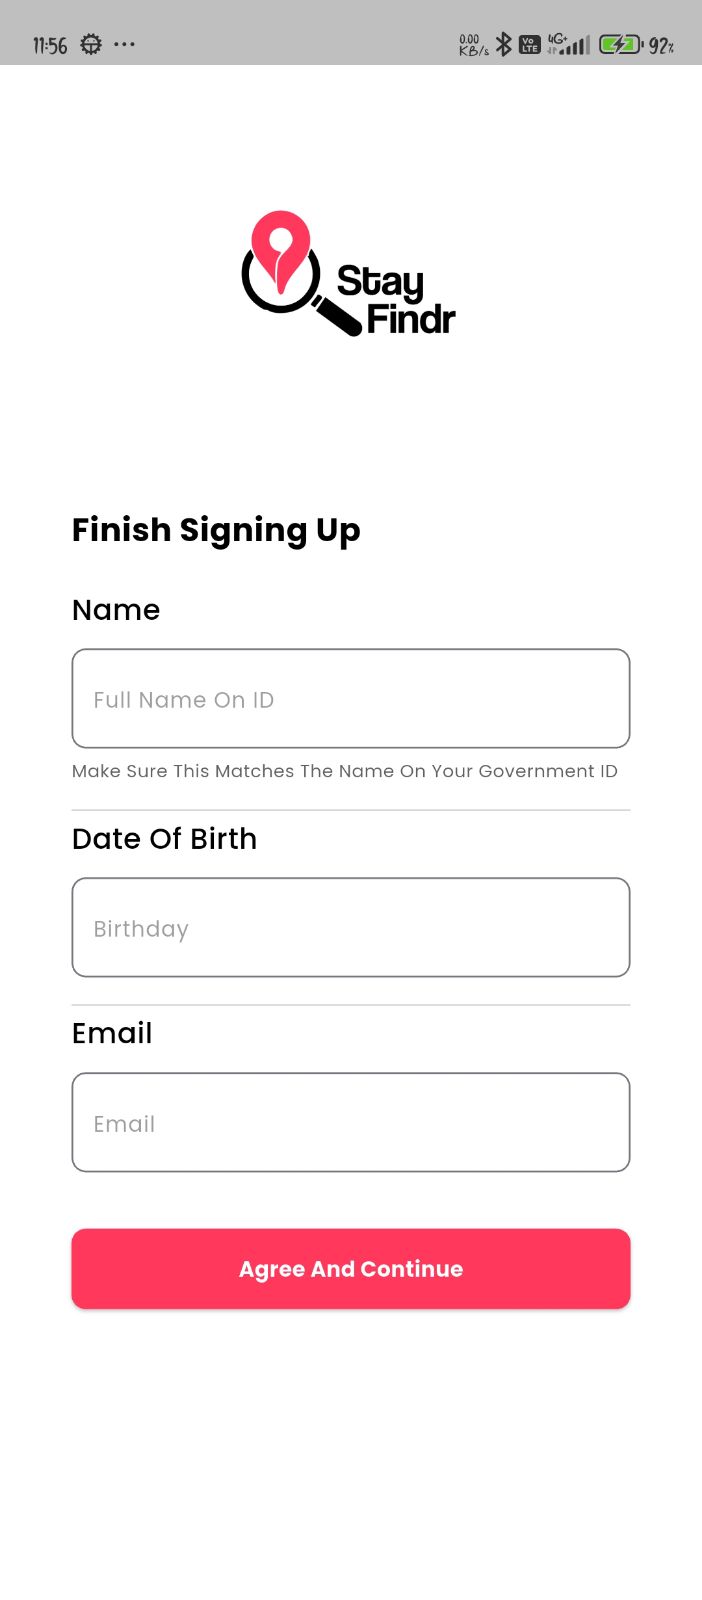 11:56 ... 0.00 KB/s Vo LTE 4G+ 92%
Stay
Findr
Finish Signing Up
Name
Full Name On ID
Make Sure This Matches The Name On Your Government ID
Date Of Birth
Birthday
Email
Email
Agree And Continue